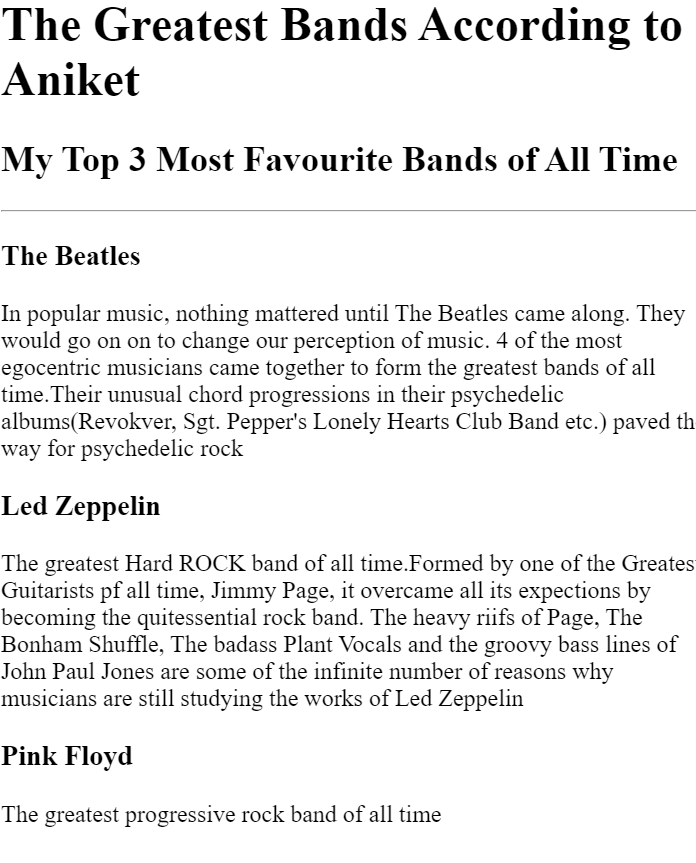 The Greatest Bands According to
Aniket
My Top 3 Most Favourite Bands of All Time
The Beatles
In popular music, nothing mattered until The Beatles came along. They
would go on on to change our perception of music. 4 of the most
egocentric musicians came together to form the greatest bands of all
time.Their unusual chord progressions in their psychedelic
albums(Revokver, Sgt. Pepper's Lonely Hearts Club Band etc.) paved th
way for psychedelic rock
Led Zeppelin
The greatest Hard ROCK band of all time.Formed by one of the Greates
Guitarists pf all time, Jimmy Page, it overcame all its expections by
becoming the quitessential rock band. The heavy riifs of Page, The
Bonham Shuffle, The badass Plant Vocals and the groovy bass lines of
John Paul Jones are some of the infinite number of reasons why
musicians are still studying the works of Led Zeppelin
Pink Floyd
The greatest progressive rock band of all time